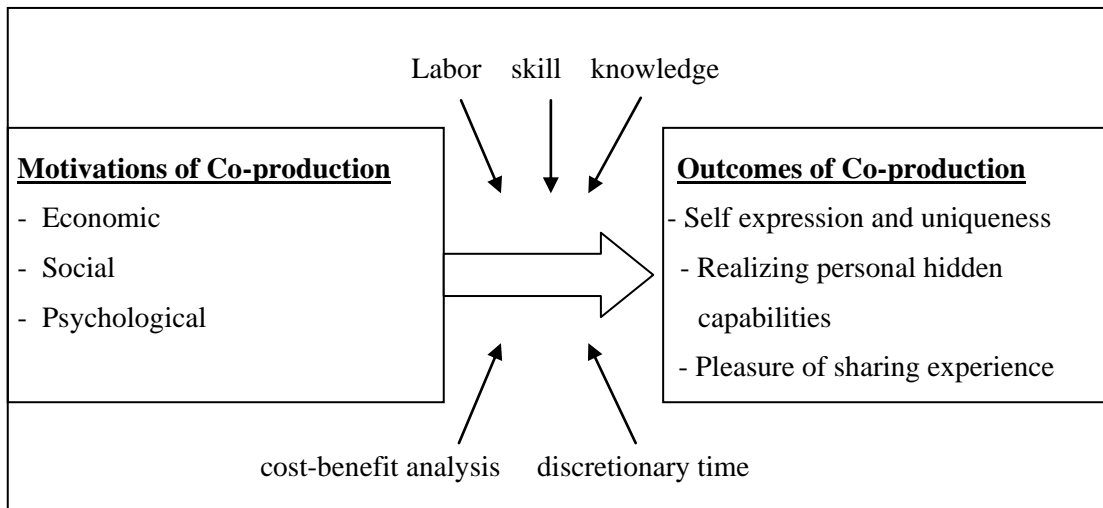 Labor skill knowledge
Motivations of Co-production
- Economic
- Social
- Psychological
Outcomes of Co-production
- Self expression and uniqueness
- Realizing personal hidden
capabilities
- Pleasure of sharing experience
cost-benefit analysis discretionary time